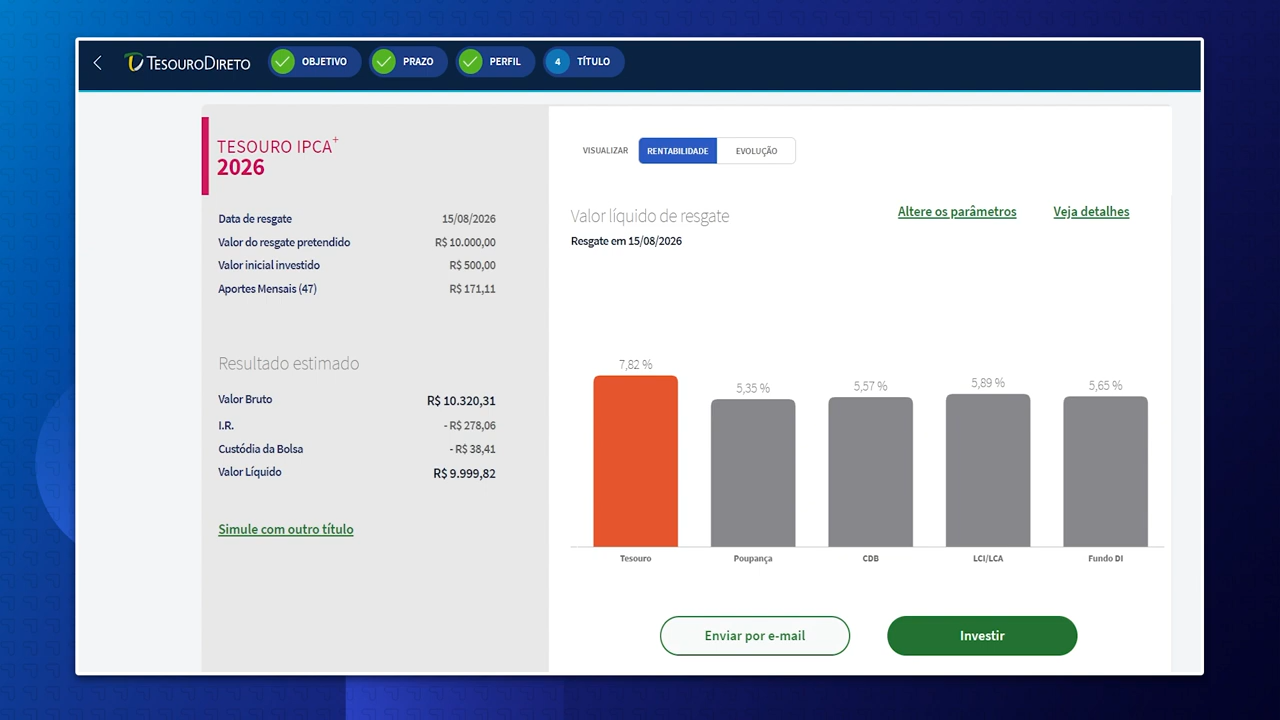 TESOURODIRETO
OBJETIVO
PRAZO
PERFIL
4 TÍTULO
TESOURO IPCA+
2026
Data de resgate 15/08/2026
Valor do resgate pretendido R$ 10.000,00
Valor inicial investido R$ 500,00
Aportes Mensais (47) R$ 171,11
Resultado estimado
Valor Bruto R$ 10.320,31
I.R. - R$ 278,06
Custódia da Bolsa - R$ 38,41
Valor Líquido R$ 9.999,82
Simule com outro título
VISUALIZAR RENTABILIDADE EVOLUÇÃO
Valor líquido de resgate
Resgate em 15/08/2026
Altere os parâmetros
Veja detalhes
7,82 %
5,35 %
5,57 %
5,89 %
5,65 %
Tesouro
Poupança
CDB
LCI/LCA
Fundo DI
Enviar por e-mail
Investir